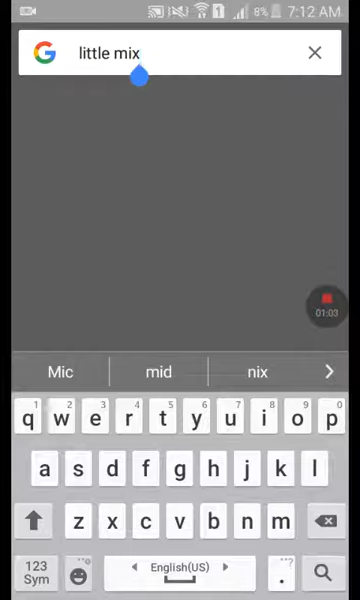 1 8% 7:12 AM
little mix
01:03
Mic mid nix
1 2 3 4 5 6 7 8 9 0
q w e r t y u i o p
a s d f g h j k l
z x c v b n m
123 Sym English(US) .